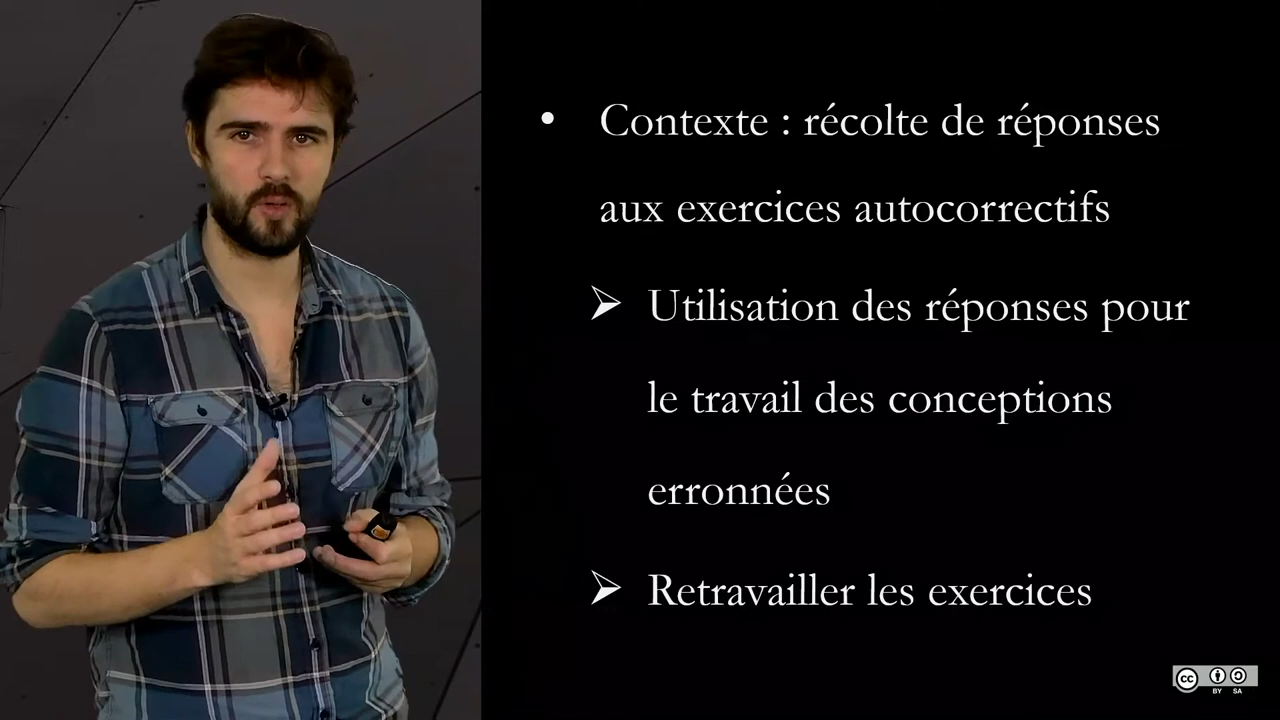 • Contexte : récolte de réponses
aux exercices autocorrectifs
➢ Utilisation des réponses pour
le travail des conceptions
erronnées
➢ Retravailler les exercices
cc
BY SA